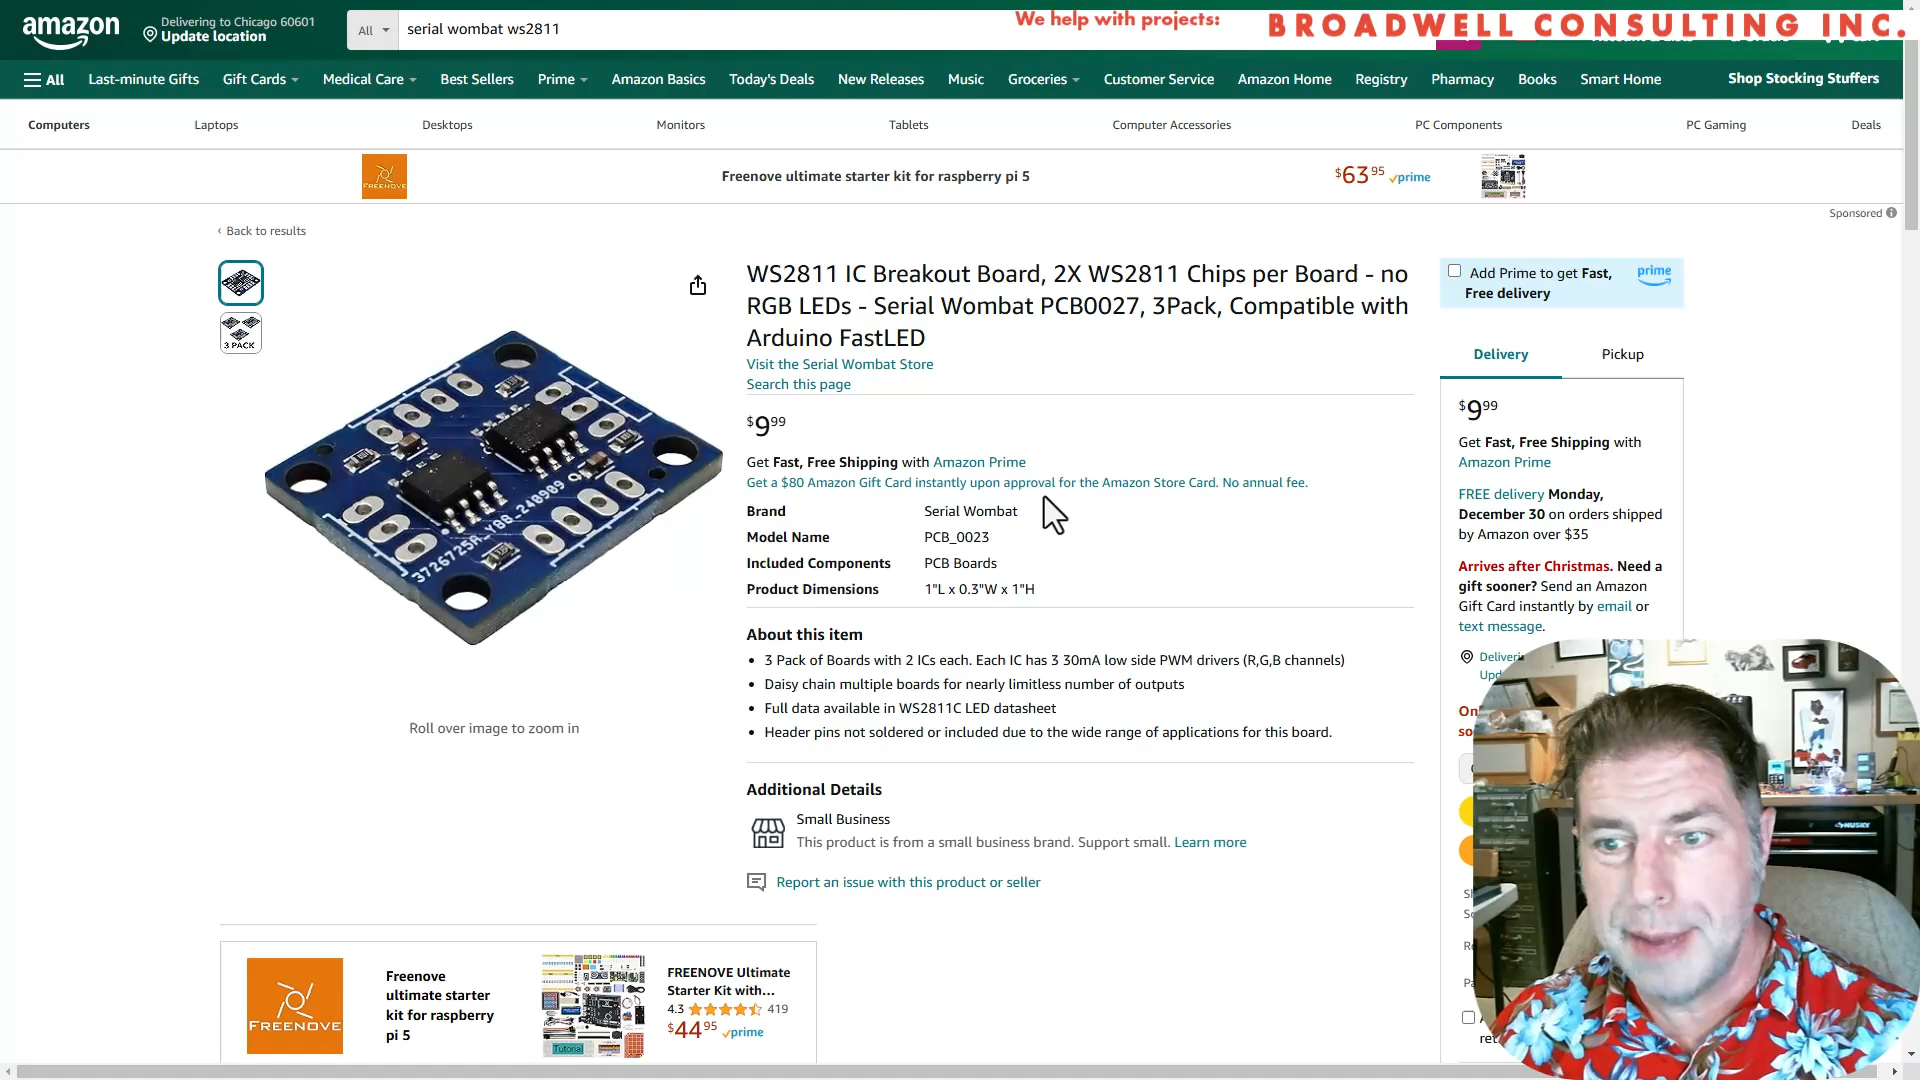 We help with projects:
BROADWELL CONSULTING INC.
amazon
Delivering to Chicago 60601
Update location
All
serial wombat ws2811
All
Last-minute Gifts
Gift Cards
Medical Care
Best Sellers
Prime
Amazon Basics
Today's Deals
New Releases
Music
Groceries
Customer Service
Amazon Home
Registry
Pharmacy
Books
Smart Home
Shop Stocking Stuffers
Computers
Laptops
Desktops
Monitors
Tablets
Computer Accessories
PC Components
PC Gaming
Deals
FREENOVE
Freenove ultimate starter kit for raspberry pi 5
$63 95 prime
Sponsored
‹ Back to results
3 PACK
3726725A_Y88_240909
Roll over image to zoom in
WS2811 IC Breakout Board, 2X WS2811 Chips per Board - no
RGB LEDs - Serial Wombat PCB0027, 3Pack, Compatible with
Arduino FastLED
Visit the Serial Wombat Store
Search this page
$9 99
Get Fast, Free Shipping with Amazon Prime
Get a $80 Amazon Gift Card instantly upon approval for the Amazon Store Card. No annual fee.
Brand Serial Wombat
Model Name PCB_0023
Included Components PCB Boards
Product Dimensions 1"L x 0.3"W x 1"H
About this item
• 3 Pack of Boards with 2 ICs each. Each IC has 3 30mA low side PWM drivers (R,G,B channels)
• Daisy chain multiple boards for nearly limitless number of outputs
• Full data available in WS2811C LED datasheet
• Header pins not soldered or included due to the wide range of applications for this board.
Additional Details
Small Business
This product is from a small business brand. Support small. Learn more
Report an issue with this product or seller
Add Prime to get Fast,
Free delivery
prime
Delivery
Pickup
$9 99
Get Fast, Free Shipping with
Amazon Prime
FREE delivery Monday,
December 30 on orders shipped
by Amazon over $35
Arrives after Christmas. Need a
gift sooner? Send an Amazon
Gift Card instantly by email or
text message.
HUSKY
FREENOVE
Freenove
ultimate starter
kit for raspberry
pi 5
Tutorial
FREENOVE Ultimate
Starter Kit with...
4.3 419
$44 95 prime